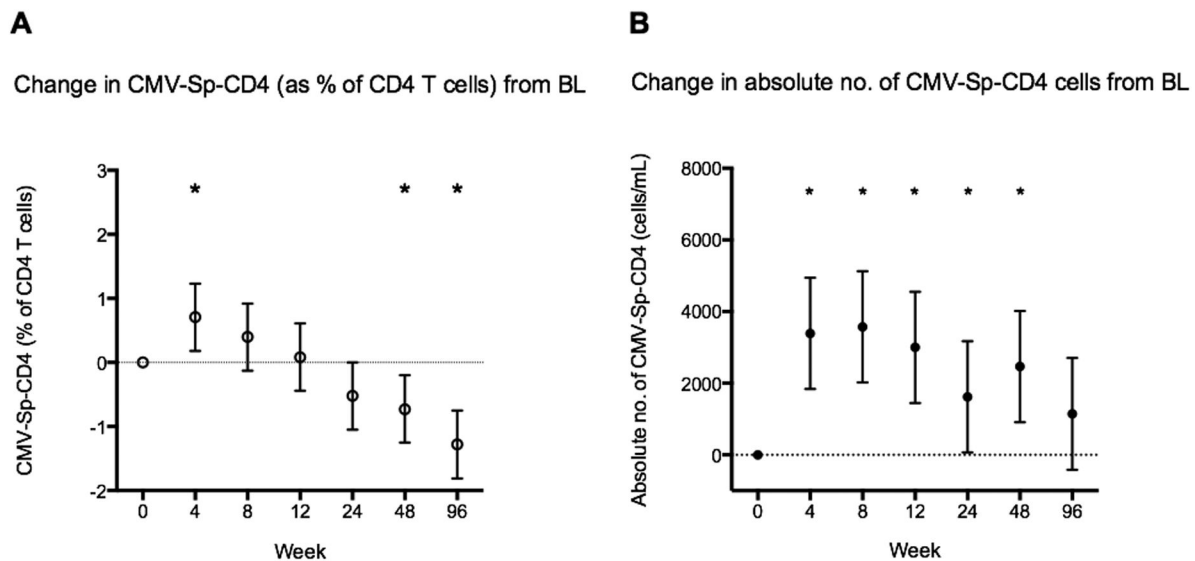 A
Change in CMV-Sp-CD4 (as % of CD4 T cells) from BL
CMV-Sp-CD4 (% of CD4 T cells)
3
2
1
0
-1
-2
* * *
0 4 8 12 24 48 96
Week
B
Change in absolute no. of CMV-Sp-CD4 cells from BL
Absolute no. of CMV-Sp-CD4 (cells/mL)
8000
6000
4000
2000
0
* * * * *
0 4 8 12 24 48 96
Week